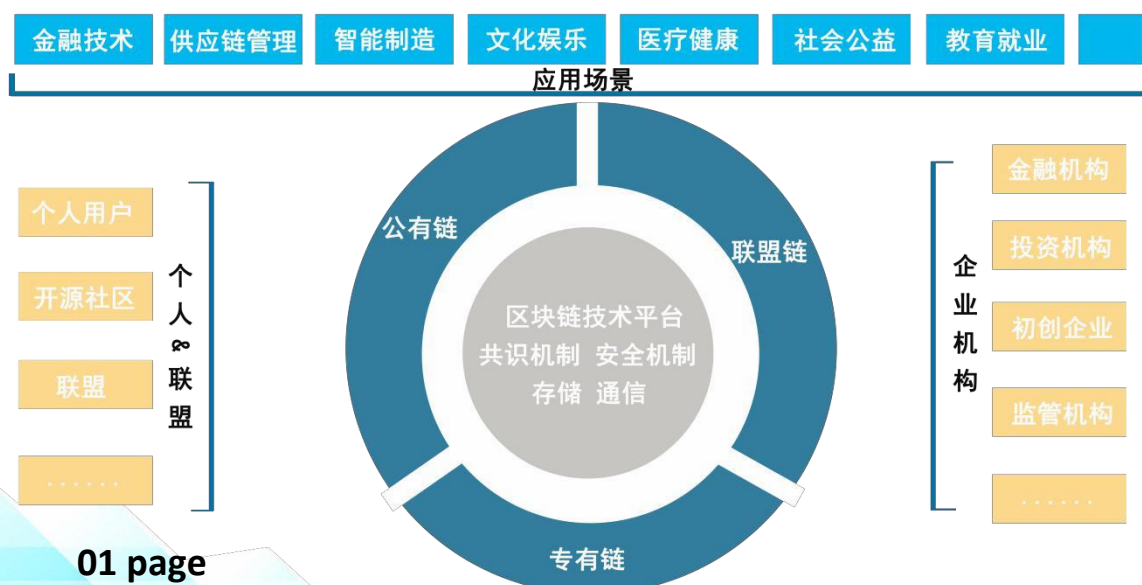 金融技术
供应链管理
智能制造
文化娱乐
医疗健康
社会公益
教育就业
应用场景
个人用户
开源社区
联盟
······
个人&联盟
公有链
联盟链
专有链
区块链技术平台
共识机制 安全机制
存储 通信
企业机构
金融机构
投资机构
初创企业
监管机构
······
01 page